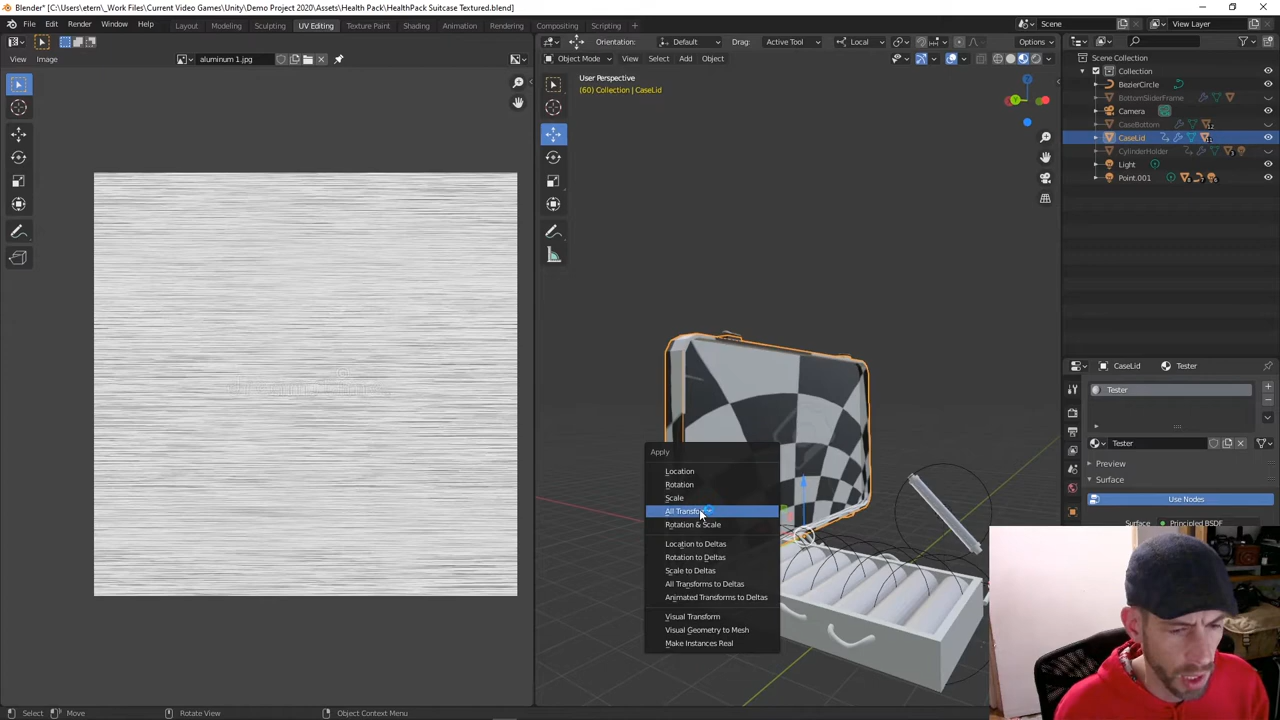 Blender* [C:\Users\etern\_Work Files\Current Video Games\Unity\Demo Project 2020\Assets\Health Pack\HealthPack Suitcase Textured.blend]
File Edit Render Window Help Layout Modeling Sculpting UV Editing Texture Paint Shading Animation Rendering Compositing Scripting + Scene View Layer
Orientation: Default Drag: Active Tool Local Options
View Image aluminum 1.jpg Object Mode View Select Add Object
Scene Collection
Collection
BezierCircle
BottomSliderFrame
Camera
CaseBottom
CaseLid
CylinderHolder
Light
Point.001
User Perspective
(60) Collection | CaseLid
CaseLid Tester
Tester
Tester
Preview
Surface
Use Nodes
Surface Principled BSDF
Apply
Location
Rotation
Scale
All Transfo
Rotation & Scale
Location to Deltas
Rotation to Deltas
Scale to Deltas
All Transforms to Deltas
Animated Transforms to Deltas
Visual Transform
Visual Geometry to Mesh
Make Instances Real
Select Move Rotate View Object Context Menu